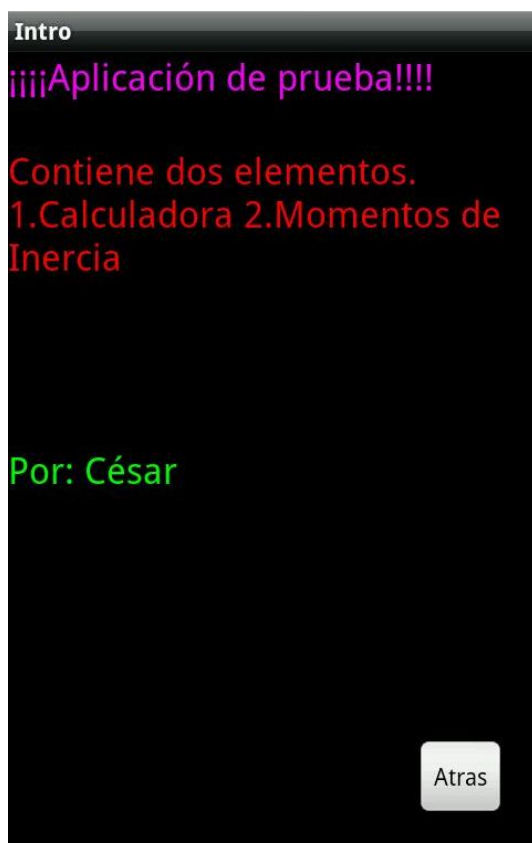 Intro
¡¡¡¡Aplicación de prueba!!!!
Contiene dos elementos.
1.Calculadora 2.Momentos de
Inercia
Por: César
Atras